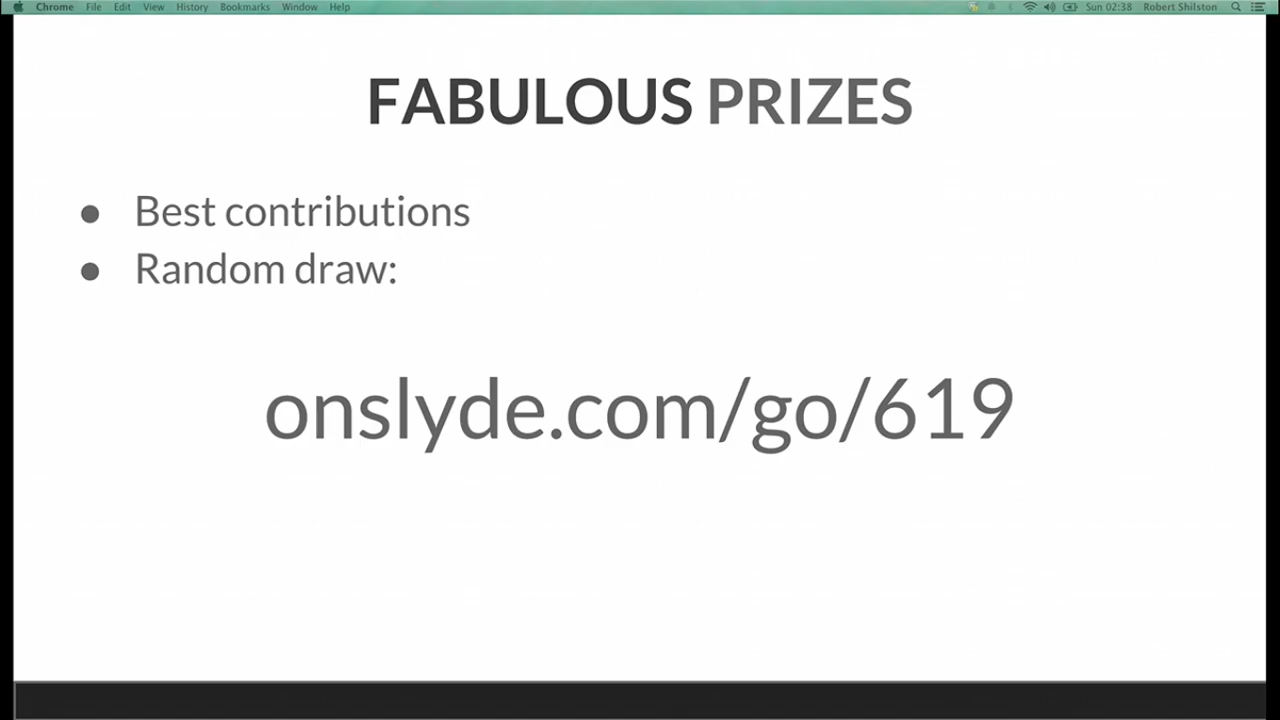 Chrome File Edit View History Bookmarks Window Help Sun 02:38 Robert Shilston
FABULOUS PRIZES
● Best contributions
● Random draw:
onslyde.com/go/619